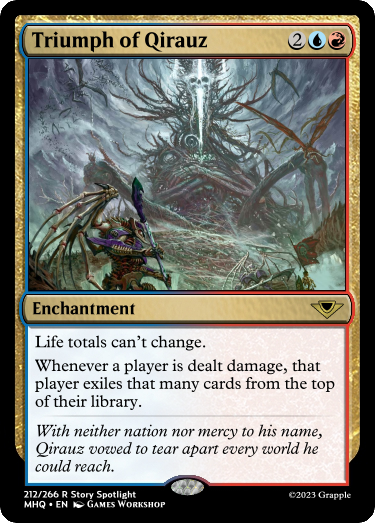 Triumph of Qirauz 2
Enchantment
Life totals can't change.
Whenever a player is dealt damage, that
player exiles that many cards from the top
of their library.
With neither nation nor mercy to his name,
Qirauz vowed to tear apart every world he
could reach.
212/266 R Story Spotlight
MHQ • EN Games Workshop
©2023 Grapple